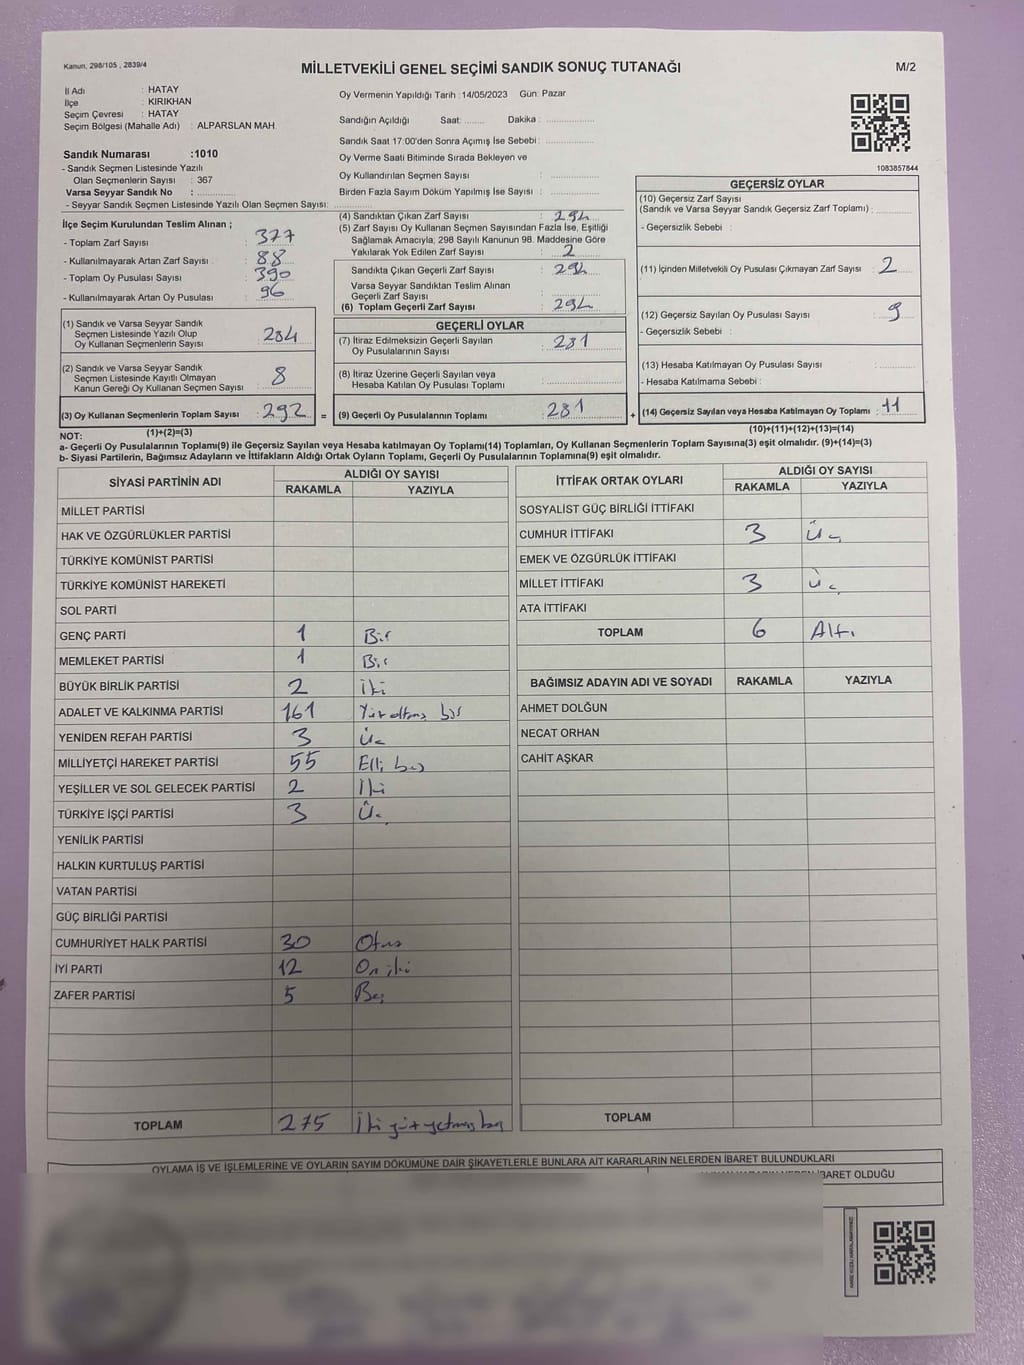 Kanun, 298/105 , 2839/4
MİLLETVEKİLİ GENEL SEÇİMİ SANDIK SONUÇ TUTANAĞI
M/2
İl Adı : HATAY
İlçe : KIRIKHAN
Seçim Çevresi : HATAY
Seçim Bölgesi (Mahalle Adı) : ALPARSLAN MAH.
Sandık Numarası :1010
- Sandık Seçmen Listesinde Yazılı
Olan Seçmenlerin Sayısı : 367
Varsa Seyyar Sandık No :
- Seyyar Sandık Seçmen Listesinde Yazılı Olan Seçmen Sayısı:
Oy Vermenin Yapıldığı Tarih : 14/05/2023 Gün: Pazar
Sandığın Açıldığı Saat: Dakika :
Sandık Saat 17:00'den Sonra Açımış İse Sebebi :
Oy Verme Saati Bitiminde Sırada Bekleyen ve
Oy Kullandırılan Seçmen Sayısı :
Birden Fazla Sayım Döküm Yapılmış İse Sayısı :
1083857844
İlçe Seçim Kurulundan Teslim Alınan ;
- Toplam Zarf Sayısı : 377
- Kullanılmayarak Artan Zarf Sayısı : 88
- Toplam Oy Pusulası Sayısı : 390
- Kullanılmayarak Artan Oy Pusulası : 96
(4) Sandıktan Çıkan Zarf Sayısı : 294
(5) Zarf Sayısı Oy Kullanan Seçmen Sayısından Fazla İse, Eşitliği
Sağlamak Amacıyla, 298 Sayılı Kanunun 98. Maddesine Göre
Yakılarak Yok Edilen Zarf Sayısı : 2
Sandıkta Çıkan Geçerli Zarf Sayısı : 294
Varsa Seyyar Sandıktan Teslim Alınan
Geçerli Zarf Sayısı :
(6) Toplam Geçerli Zarf Sayısı : 294
GEÇERSİZ OYLAR
(10) Geçersiz Zarf Sayısı
(Sandık ve Varsa Seyyar Sandık Geçersiz Zarf Toplamı) :
- Geçersizlik Sebebi :
(11) İçinden Milletvekili Oy Pusulası Çıkmayan Zarf Sayısı : 2
(12) Geçersiz Sayılan Oy Pusulası Sayısı : 9
- Geçersizlik Sebebi :
(13) Hesaba Katılmayan Oy Pusulası Sayısı :
- Hesaba Katılmama Sebebi :
(14) Geçersiz Sayılan veya Hesaba Katılmayan Oy Toplamı : 11
(10)+(11)+(12)+(13)=(14)
(1) Sandık ve Varsa Seyyar Sandık
Seçmen Listesinde Yazılı Olup
Oy Kullanan Seçmenlerin Sayısı : 284
(2) Sandık ve Varsa Seyyar Sandık
Seçmen Listesinde Kayıtlı Olmayan
Kanun Gereği Oy Kullanan Seçmen Sayısı : 8
(3) Oy Kullanan Seçmenlerin Toplam Sayısı : 292 =
(1)+(2)=(3)
GEÇERLİ OYLAR
(7) İtiraz Edilmeksizin Geçerli Sayılan
Oy Pusulalarının Sayısı : 281
(8) İtiraz Üzerine Geçerli Sayılan veya
Hesaba Katılan Oy Pusulası Toplamı :
(9) Geçerli Oy Pusulalarının Toplamı : 281 +
NOT:
a- Geçerli Oy Pusulalarının Toplamı(9) ile Geçersiz Sayılan veya Hesaba katılmayan Oy Toplamı(14) Toplamları, Oy Kullanan Seçmenlerin Toplam Sayısına(3) eşit olmalıdır. (9)+(14)=(3)
b- Siyasi Partilerin, Bağımsız Adayların ve İttifakların Aldığı Ortak Oyların Toplamı, Geçerli Oy Pusulalarının Toplamına(9) eşit olmalıdır.
SİYASİ PARTİNİN ADI ALDIĞI OY SAYISI
RAKAMLA YAZIYLA
MİLLET PARTİSİ
HAK VE ÖZGÜRLÜKLER PARTİSİ
TÜRKİYE KOMÜNİST PARTİSİ
TÜRKİYE KOMÜNİST HAREKETİ
SOL PARTİ
GENÇ PARTİ 1 Bir
MEMLEKET PARTİSİ 1 Bir
BÜYÜK BİRLİK PARTİSİ 2 İki
ADALET VE KALKINMA PARTİSİ 161 Yüz altmış bir
YENİDEN REFAH PARTİSİ 3 Üç
MİLLİYETÇİ HAREKET PARTİSİ 55 Elli beş
YEŞİLLER VE SOL GELECEK PARTİSİ 2 İki
TÜRKİYE İŞÇİ PARTİSİ 3 Üç
YENİLİK PARTİSİ
HALKIN KURTULUŞ PARTİSİ
VATAN PARTİSİ
GÜÇ BİRLİĞİ PARTİSİ
CUMHURİYET HALK PARTİSİ 30 Otuz
İYİ PARTİ 12 On iki
ZAFER PARTİSİ 5 Beş
TOPLAM 275 İki yüz yetmiş beş
İTTİFAK ORTAK OYLARI ALDIĞI OY SAYISI
RAKAMLA YAZIYLA
SOSYALİST GÜÇ BİRLİĞİ İTTİFAKI
CUMHUR İTTİFAKI 3 Üç
EMEK VE ÖZGÜRLÜK İTTİFAKI
MİLLET İTTİFAKI 3 Üç
ATA İTTİFAKI
TOPLAM 6 Altı
BAĞIMSIZ ADAYIN ADI VE SOYADI RAKAMLA YAZIYLA
AHMET DOLĞUN
NECAT ORHAN
CAHİT AŞKAR
TOPLAM
OYLAMA İŞ VE İŞLEMLERİNE VE OYLARIN SAYIM DÖKÜMÜNE DAİR ŞİKAYETLERLE BUNLARA AİT KARARLARIN NELERDEN İBARET BULUNDUKLARI
İBARET OLDUĞU